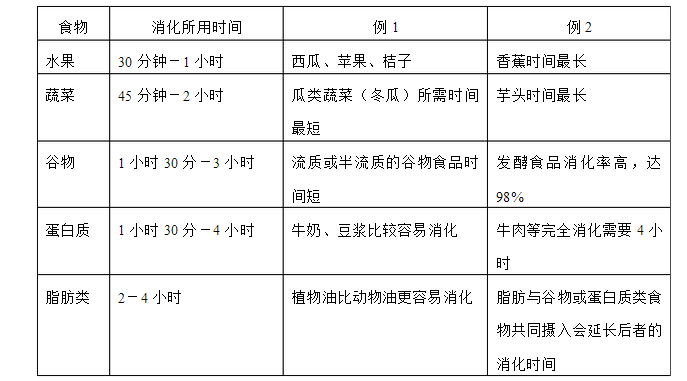 食物 消化所用时间 例 1 例 2
水果 30 分钟－1 小时 西瓜、苹果、桔子 香蕉时间最长
蔬菜 45 分钟－2 小时 瓜类蔬菜（冬瓜）所需时间 芋头时间最长
最短
谷物 1 小时 30 分－3 小时 流质或半流质的谷物食品时 发酵食品消化率高，达
间短 98%
蛋白质 1 小时 30 分－4 小时 牛奶、豆浆比较容易消化 牛肉等完全消化需要 4 小
时
脂肪类 2－4 小时 植物油比动物油更容易消化 脂肪与谷物或蛋白质类食
物共同摄入会延长后者的
消化时间